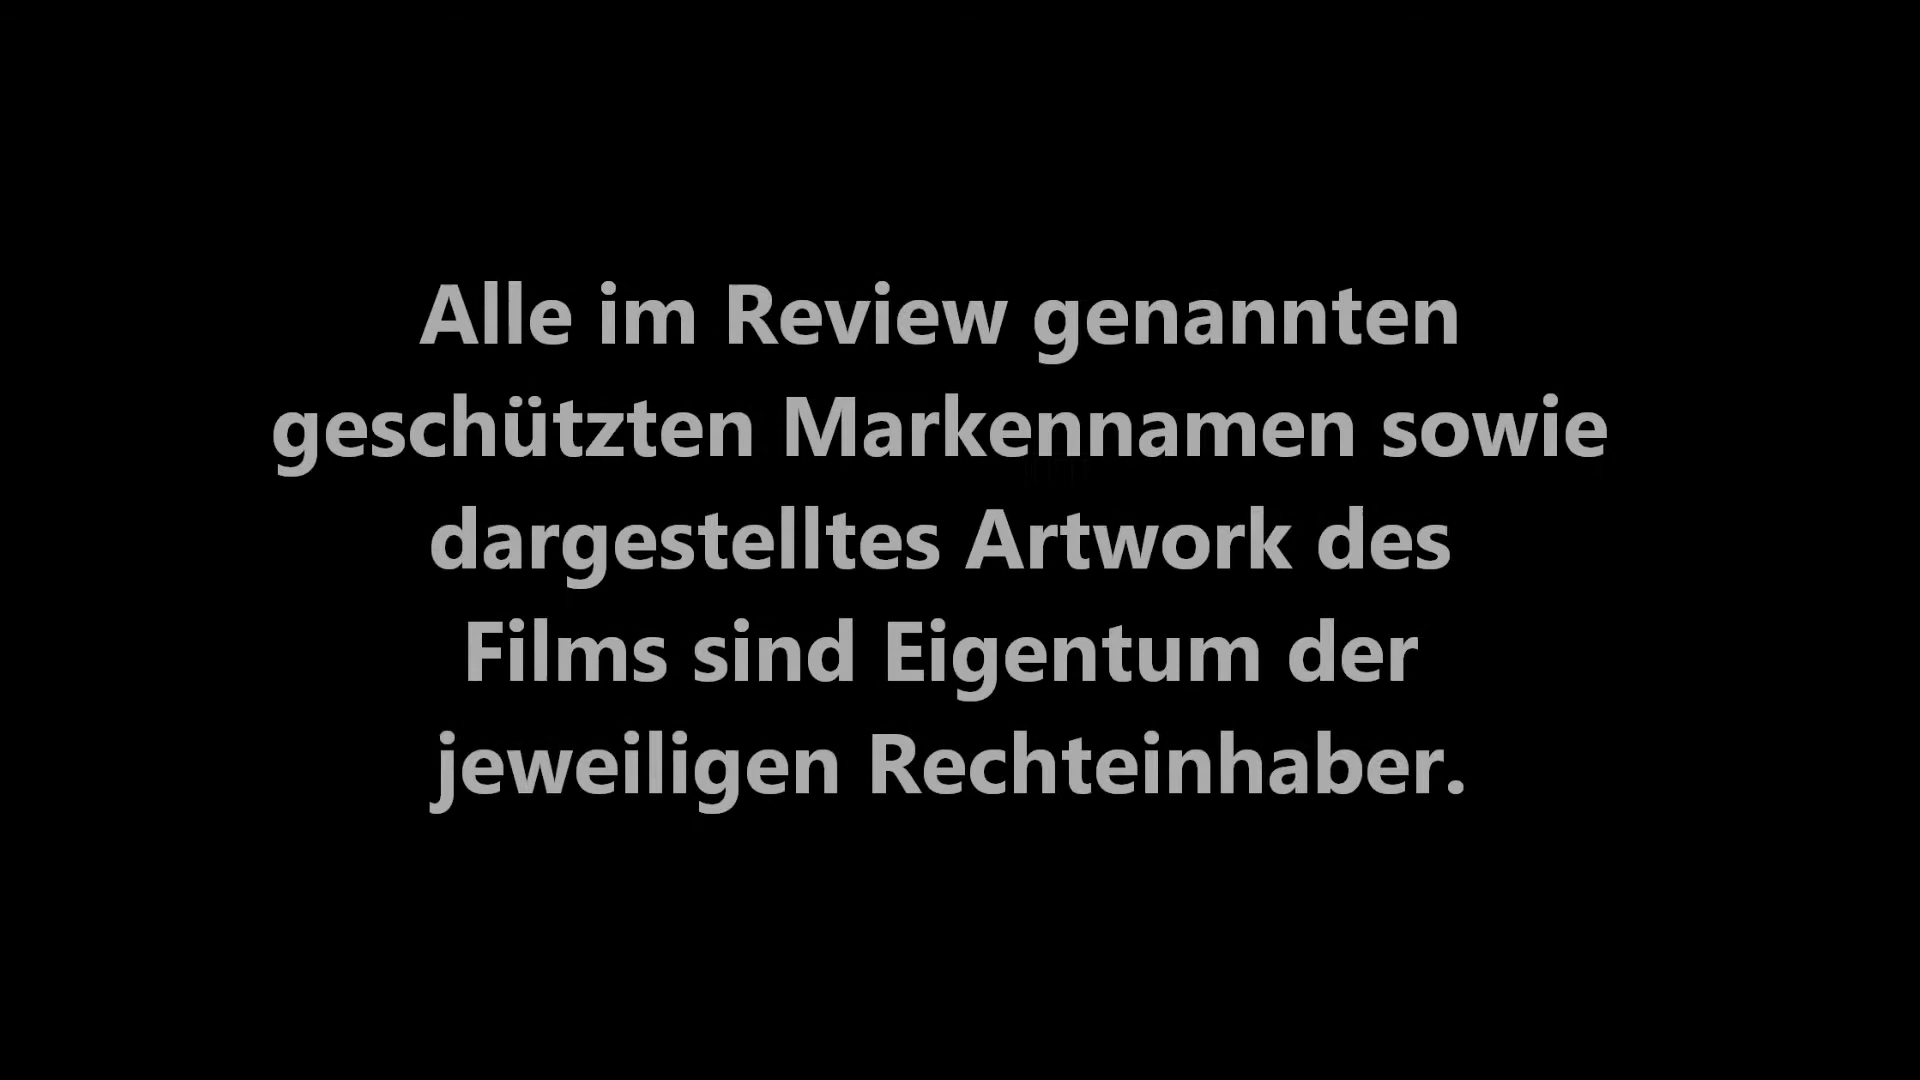 Alle im Review genannten
geschützten Markennamen sowie
dargestelltes Artwork des
Films sind Eigentum der
jeweiligen Rechteinhaber.